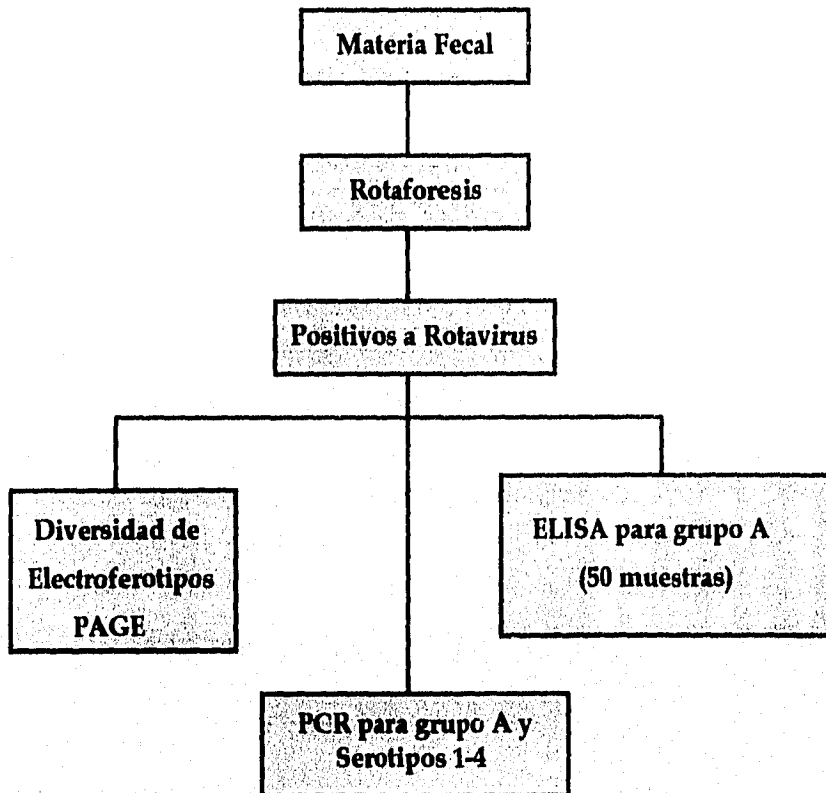 Materia Fecal
Rotaforesis
Positivos a Rotavirus
Diversidad de
Electroferotipos
PAGE
ELISA para grupo A
(50 muestras)
PCR para grupo A y
Serotipos 1-4